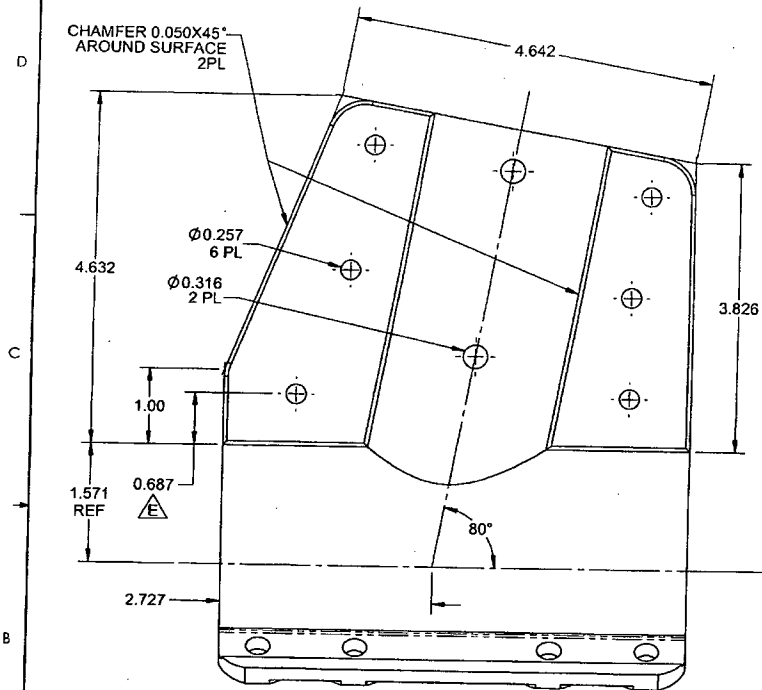 CHAMFER 0.050X45°
AROUND SURFACE
2PL
4.642
D
Ø0.257
6 PL
4.632
Ø0.316
2 PL
3.826
C
1.00
0.687
E
1.571
REF
80°
2.727
B